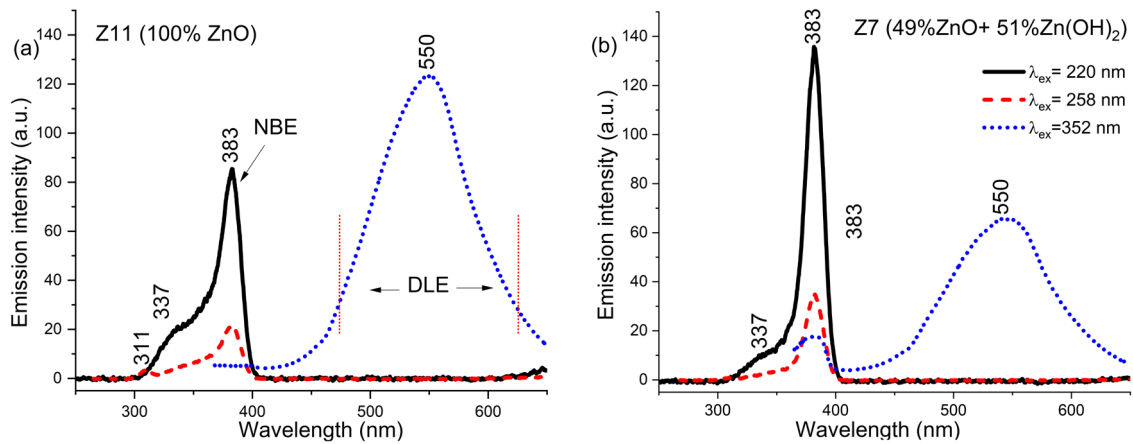 (a)
Z11 (100% ZnO)
550
140
120
100
80
60
40
20
0
Emission intensity (a.u.)
NBE
383
337
311
DLE
300
400
500
600
Wavelength (nm)
(b)
383
Z7 (49%ZnO+ 51%Zn(OH)₂)
λex= 220 nm
λex= 258 nm
λex=352 nm
140
120
100
80
60
40
20
0
Emission intensity (a.u.)
383
550
337
300
400
500
600
Wavelength (nm)